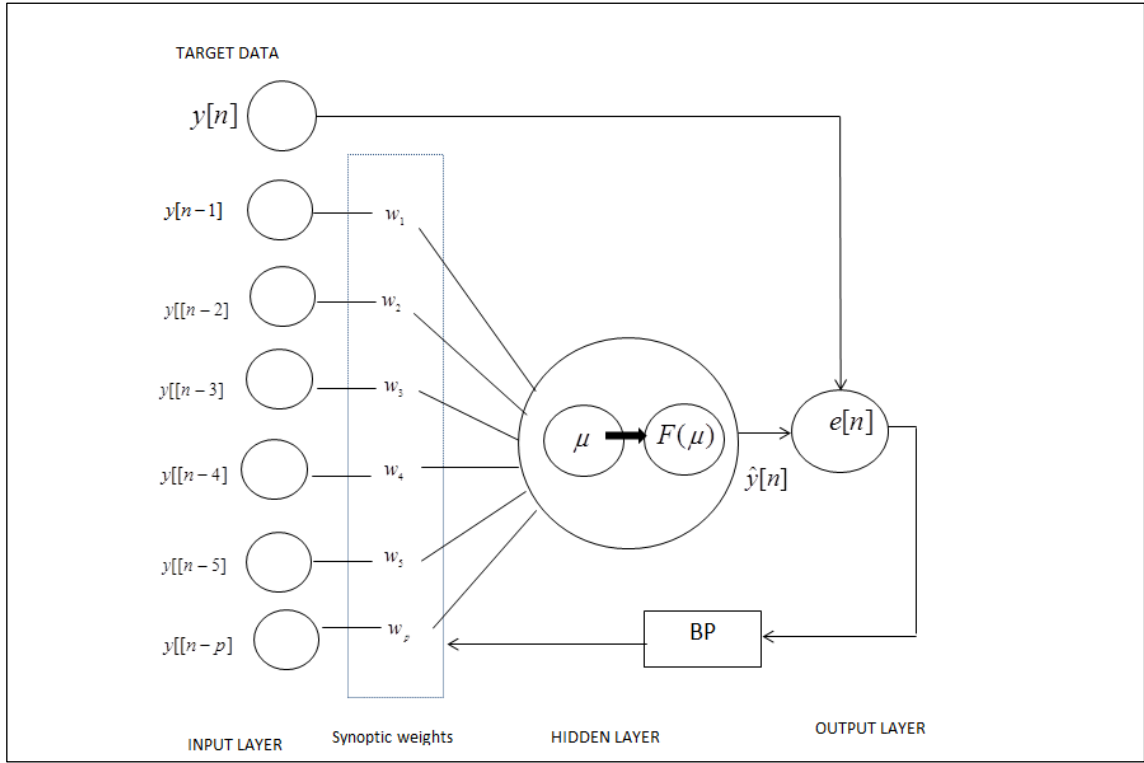 TARGET DATA
y[n]
y[n−1]
w₁
y[[n−2]
w₂
y[[n−3]
w₃
μ
F(μ)
e[n]
y[[n−4]
w₄
ŷ[n]
y[[n−5]
w₅
y[[n−p]
wₚ
BP
INPUT LAYER
Synoptic weights
HIDDEN LAYER
OUTPUT LAYER